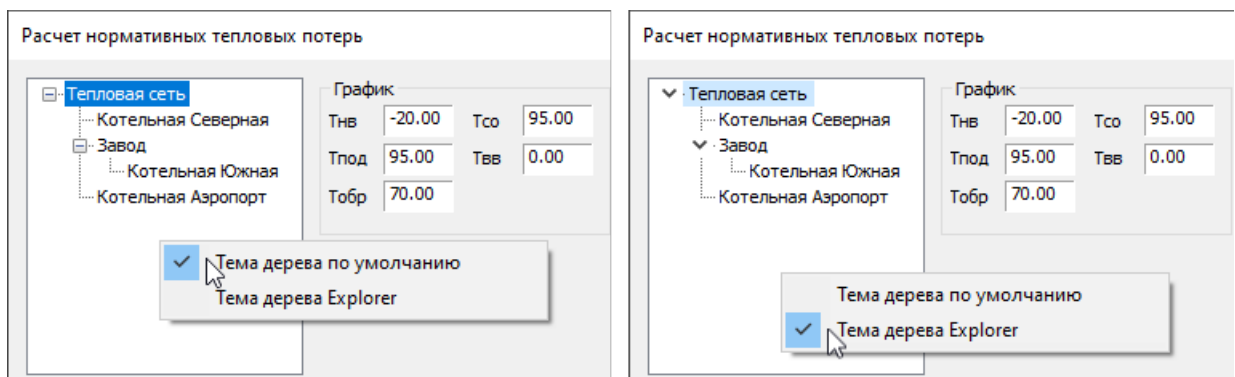 Расчет нормативных тепловых потерь
Тепловая сеть
Котельная Северная
Завод
Котельная Южная
Котельная Аэропорт
График
Тнв -20.00 Тсо 95.00
Тпод 95.00 Твв 0.00
Тобр 70.00
Тема дерева по умолчанию
Тема дерева Explorer
Расчет нормативных тепловых потерь
Тепловая сеть
Котельная Северная
Завод
Котельная Южная
Котельная Аэропорт
График
Тнв -20.00 Тсо 95.00
Тпод 95.00 Твв 0.00
Тобр 70.00
Тема дерева по умолчанию
Тема дерева Explorer